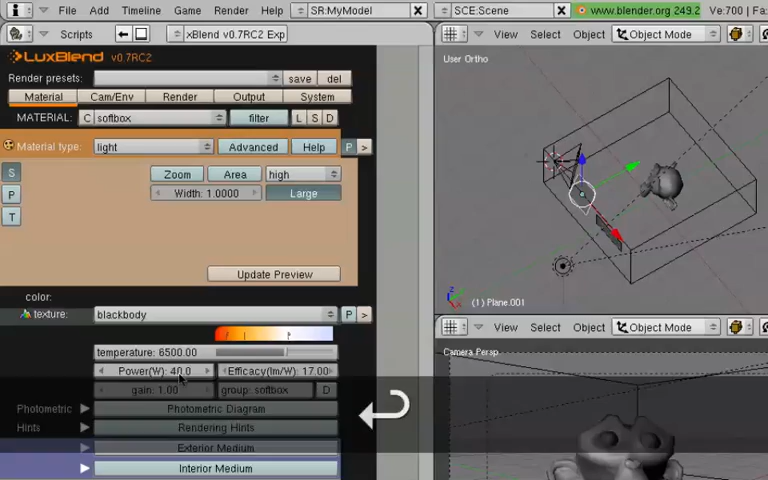 File Add Timeline Game Render Help SR:MyModel SCE:Scene www.blender.org 249.2 Ve:700 | Fa:
Scripts xBlend v0.7RC2 Exp View Select Object Object Mode
LuxBlend v0.7RC2
User Ortho
Render presets: save del
Material Cam/Env Render Output System
MATERIAL: C softbox filter L S D
Material type: light Advanced Help P >
S Zoom Area high
P Width: 1.0000 Large
T
Update Preview
color:
texture: blackbody P >
z y x
(1) Plane.001
View Select Object Object Mode
temperature: 6500.00
Camera Persp
Power(W): 40.0 Efficacy(lm/W): 17.00
gain: 1.00 group: softbox D
Photometric Photometric Diagram
Hints Rendering Hints
Exterior Medium
Interior Medium